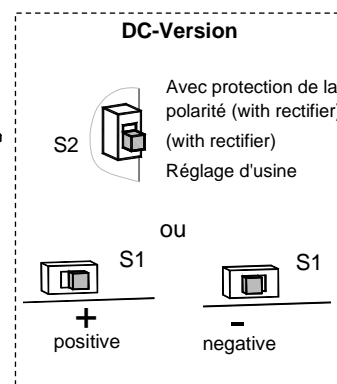 DC-Version
Avec protection de la
polarité (with rectifier)
S2
(with rectifier)
Réglage d'usine
ou
S1
S1
+
-
positive
negative